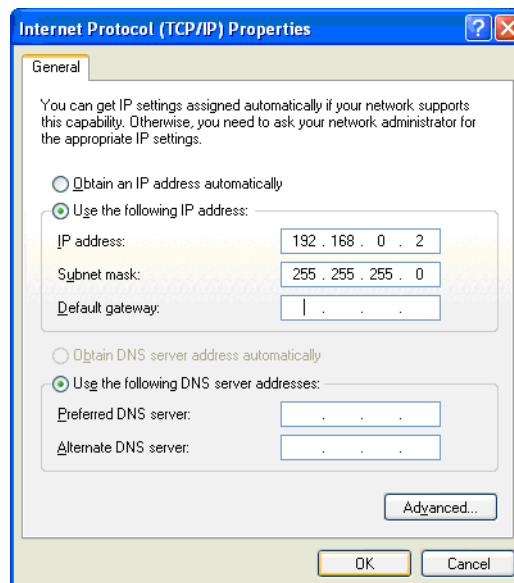 Internet Protocol (TCP/IP) Properties
General
You can get IP settings assigned automatically if your network supports
this capability. Otherwise, you need to ask your network administrator for
the appropriate IP settings.
Obtain an IP address automatically
Use the following IP address:
IP address: 192 . 168 . 0 . 2
Subnet mask: 255 . 255 . 255 . 0
Default gateway: . . .
Obtain DNS server address automatically
Use the following DNS server addresses:
Preferred DNS server: . . .
Alternate DNS server: . . .
Advanced...
OK Cancel